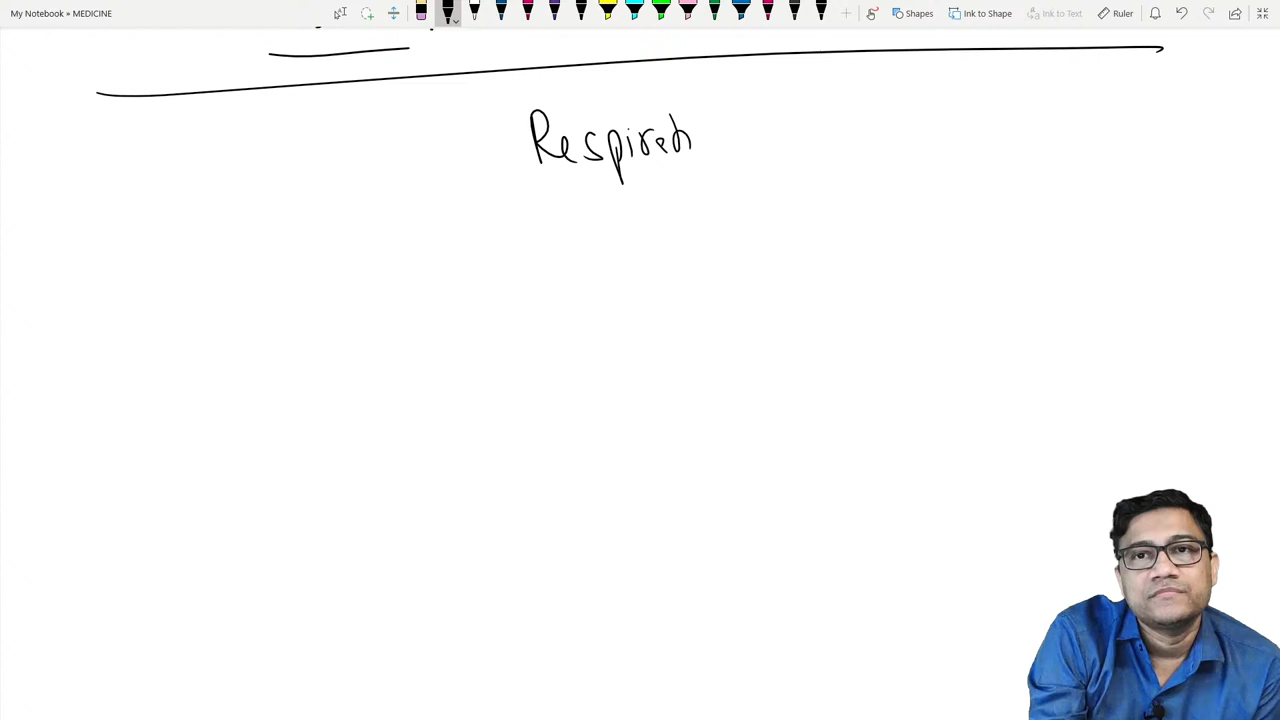 My Notebook » MEDICINE
Shapes
Ink to Shape
Ink to Text
Ruler
Respirat